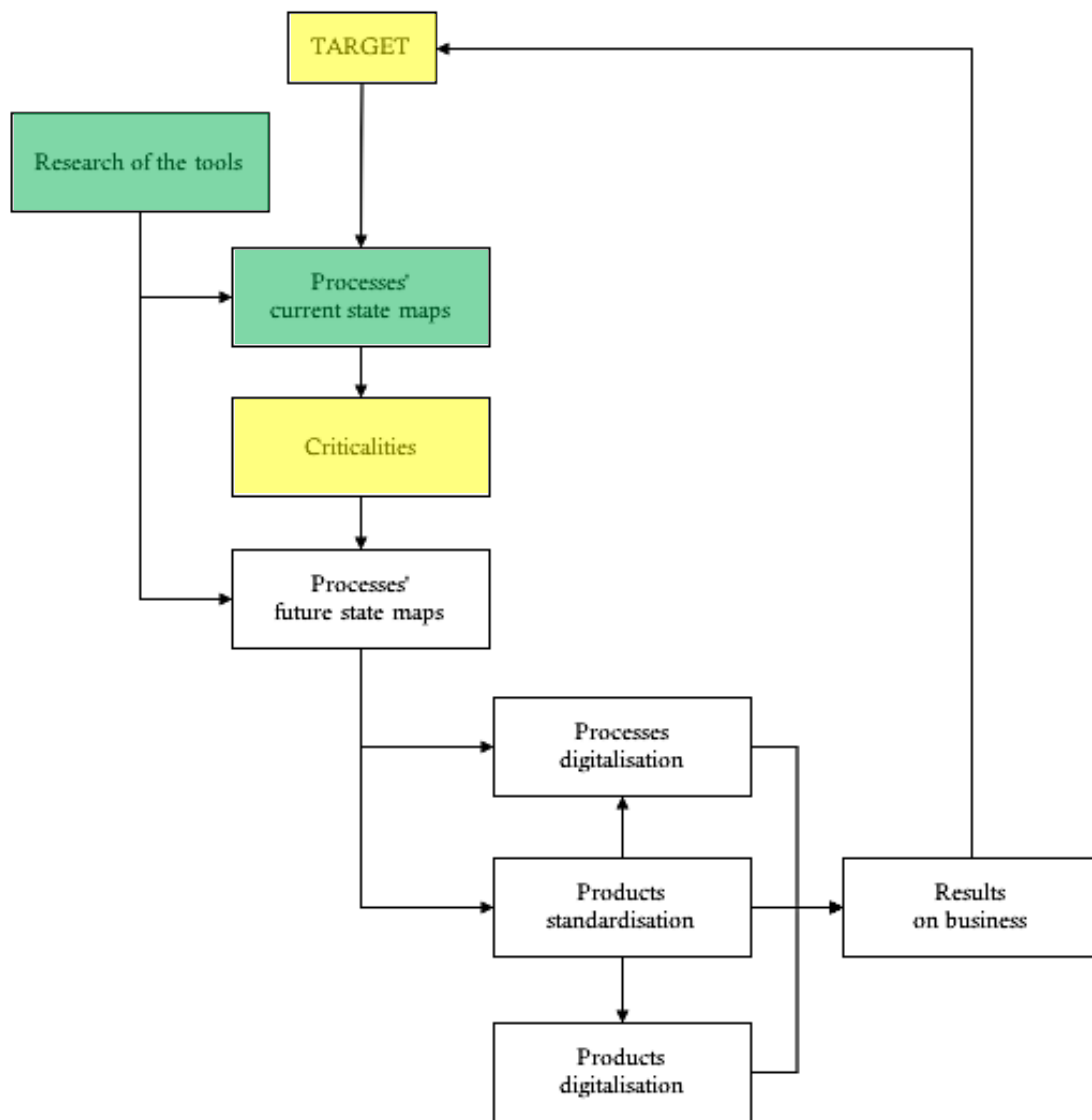 TARGET
Research of the tools
Processes'
current state maps
Criticalities
Processes'
future state maps
Processes
digitalisation
Products
standardisation
Results
on business
Products
digitalisation